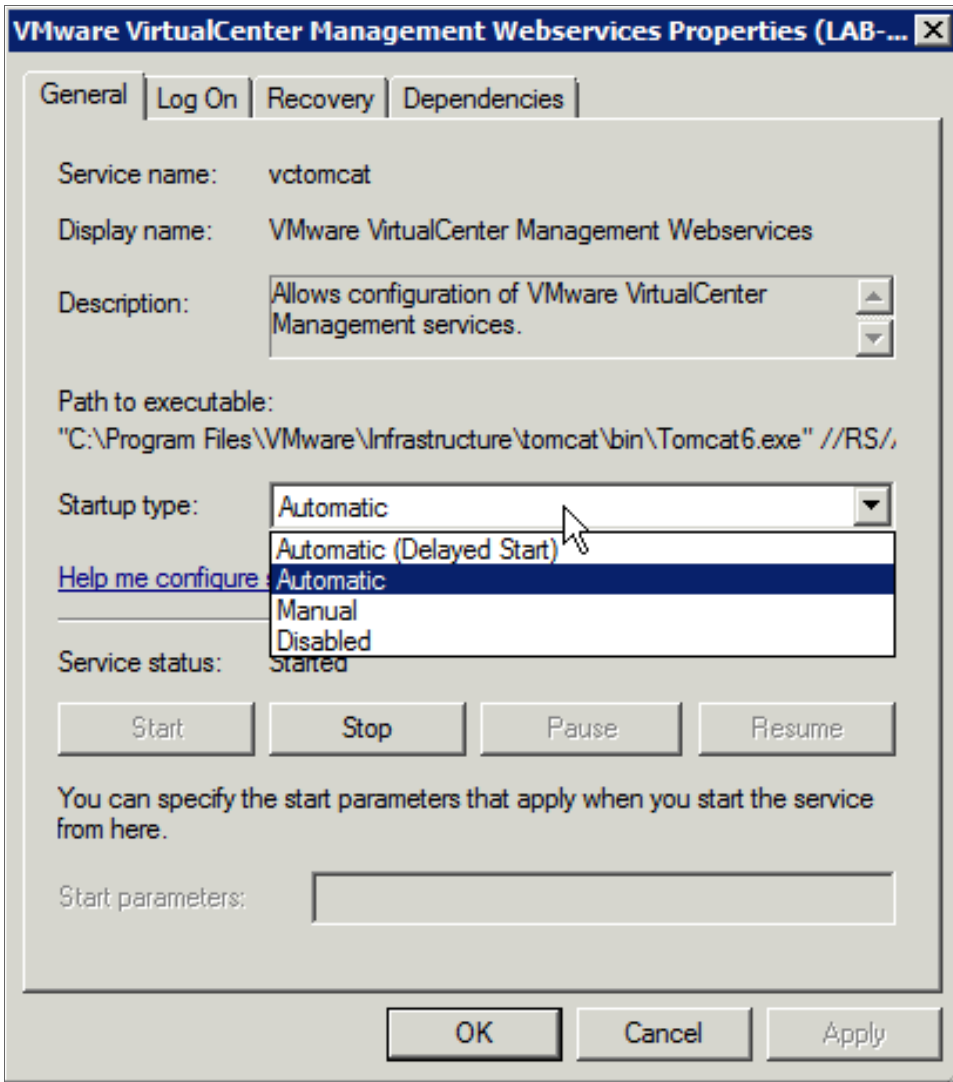 VMware VirtualCenter Management Webservices Properties (LAB-...
General Log On Recovery Dependencies
Service name: vctomcat
Display name: VMware VirtualCenter Management Webservices
Description: Allows configuration of VMware VirtualCenter
Management services.
Path to executable:
"C:\Program Files\VMware\Infrastructure\tomcat\bin\Tomcat6.exe" //RS//
Startup type: Automatic
Automatic (Delayed Start)
Help me configure Automatic
Manual
Disabled
Service status: Started
Start Stop Pause Resume
You can specify the start parameters that apply when you start the service
from here.
Start parameters:
OK Cancel Apply